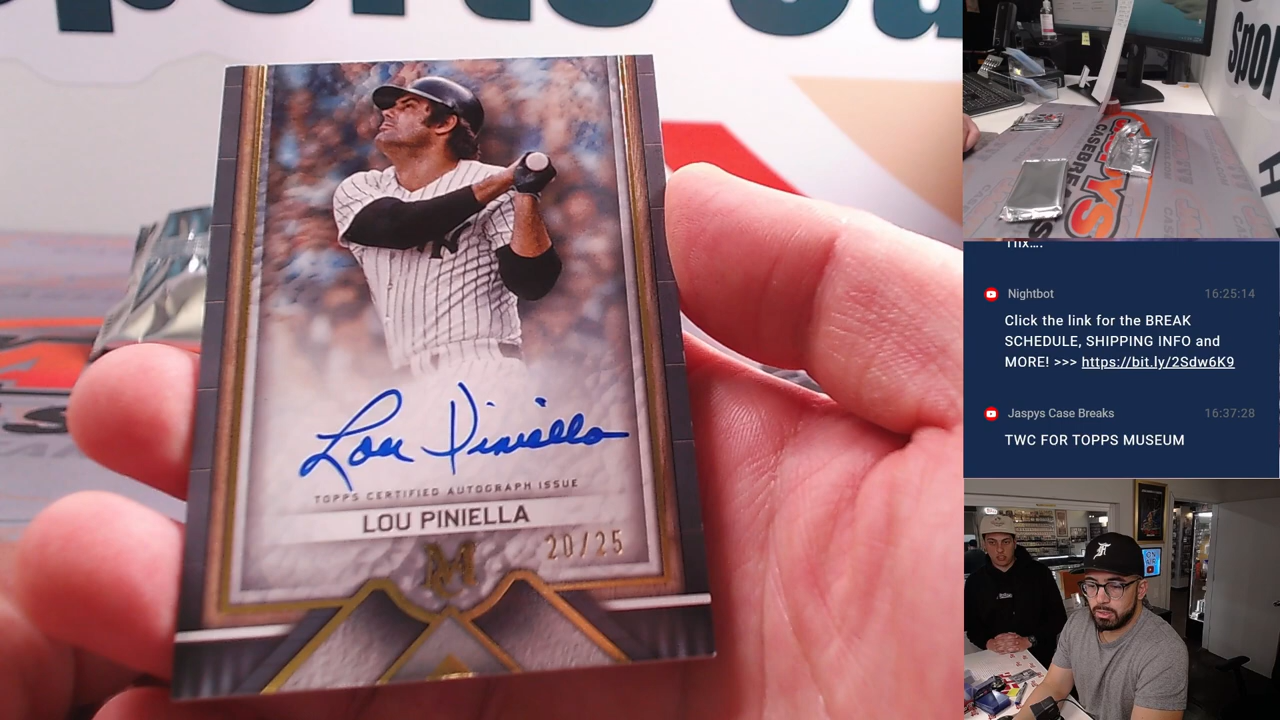 LOU PINIELLA
Lou Piniella
TOPPS CERTIFIED AUTOGRAPH ISSUE
20/25
M
CASEBREAKS
Spor
Nightbot
16:25:14
Click the link for the BREAK
SCHEDULE, SHIPPING INFO and
MORE! >>> https://bit.ly/2Sdw6K9
Jaspys Case Breaks
16:37:28
TWC FOR TOPPS MUSEUM